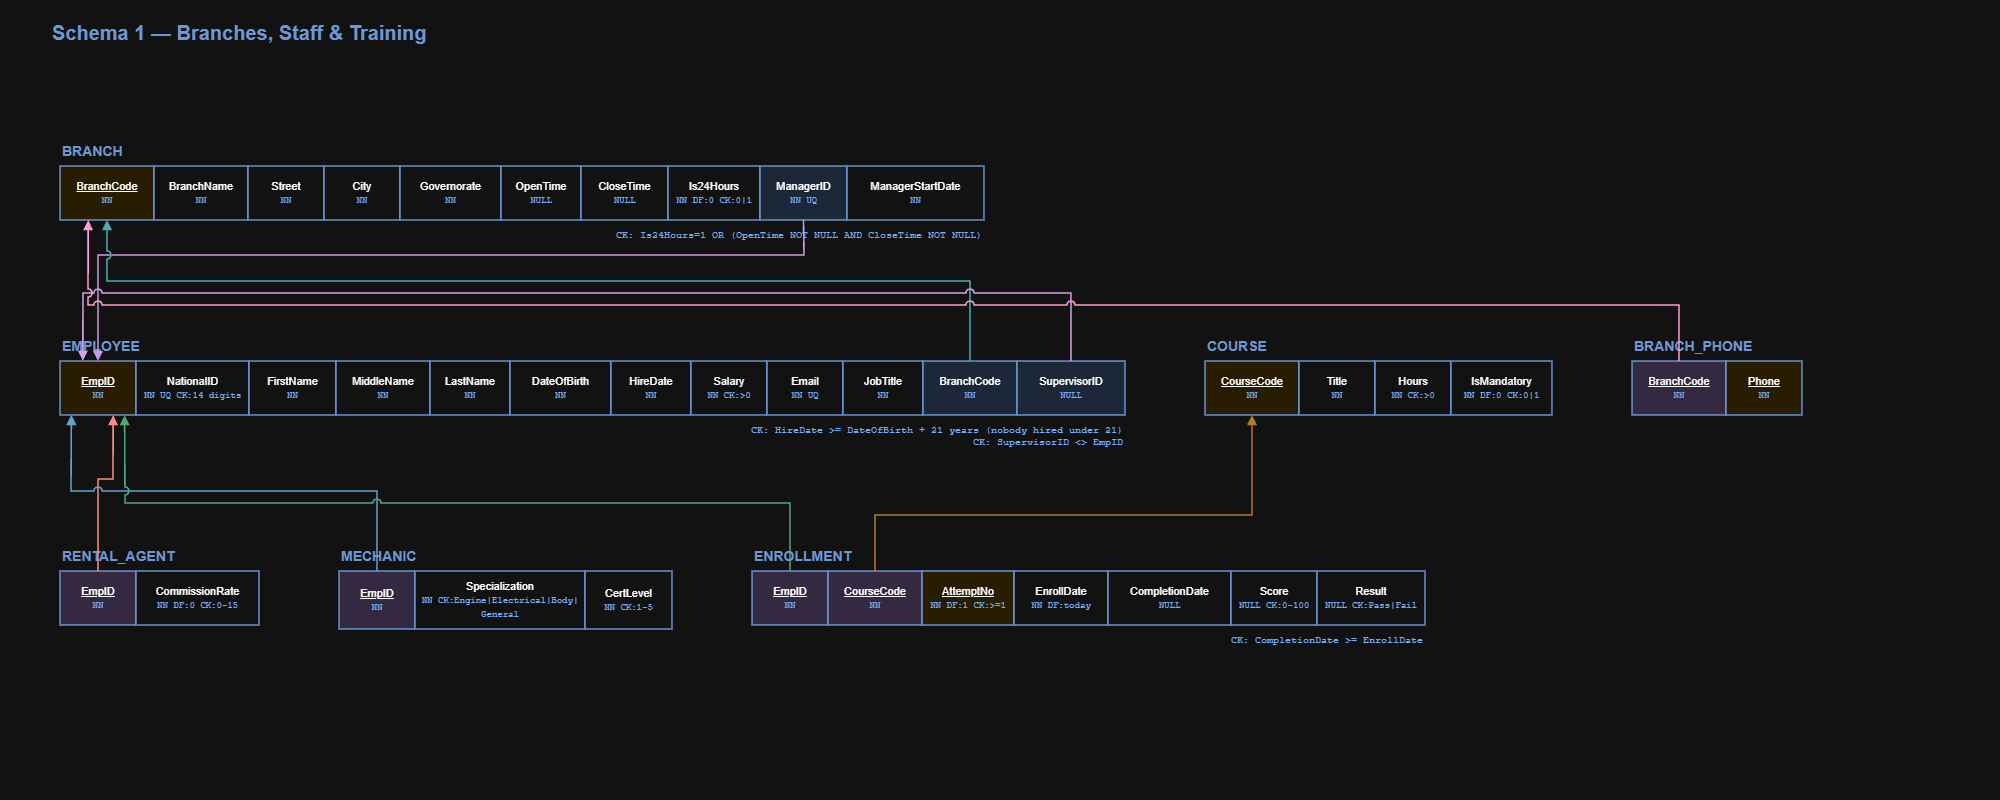 Schema 1 — Branches, Staff & Training
BRANCH
BranchCode BranchName Street City Governorate OpenTime CloseTime Is24Hours ManagerID ManagerStartDate
NN NN NN NN NN NULL NULL NN DF:0 CK:0|1 NN UQ NN
CK: Is24Hours=1 OR (OpenTime NOT NULL AND CloseTime NOT NULL)
EMPLOYEE COURSE BRANCH_PHONE
EmpID NationalID FirstName MiddleName LastName DateOfBirth HireDate Salary Email JobTitle BranchCode SupervisorID CourseCode Title Hours IsMandatory BranchCode Phone
NN NN UQ CK:14 digits NN NN NN NN NN NN CK:>0 NN UQ NN NN NULL NN NN NN CK:>0 NN DF:0 CK:0|1 NN NN
CK: HireDate >= DateOfBirth + 21 years (nobody hired under 21)
CK: SupervisorID <> EmpID
RENTAL_AGENT MECHANIC ENROLLMENT
EmpID CommissionRate EmpID Specialization CertLevel EmpID CourseCode AttemptNo EnrollDate CompletionDate Score Result
NN NN DF:0 CK:0-15 NN NN CK:Engine|Electrical|Body| NN CK:1-5 NN NN NN DF:1 CK:>=1 NN DF:today NULL NULL CK:0-100 NULL CK:Pass|Fail
General
CK: CompletionDate >= EnrollDate